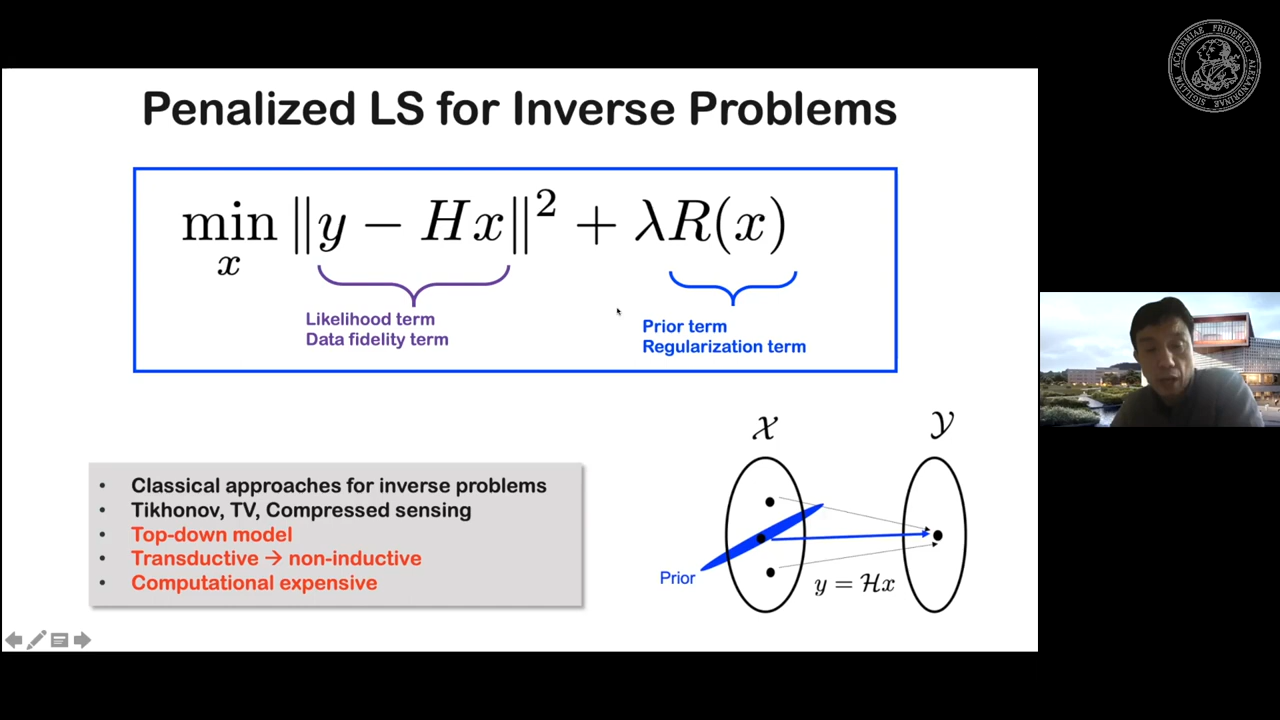 ACADEMIAE FRIDERICO ALEXANDRINAE SIGILLVM
Penalized LS for Inverse Problems
min ‖y − Hx‖² + λR(x)
x
Likelihood term
Data fidelity term
Prior term
Regularization term
• Classical approaches for inverse problems
• Tikhonov, TV, Compressed sensing
• Top-down model
• Transductive → non-inductive
• Computational expensive
𝒳
𝒴
Prior
y = ℋx